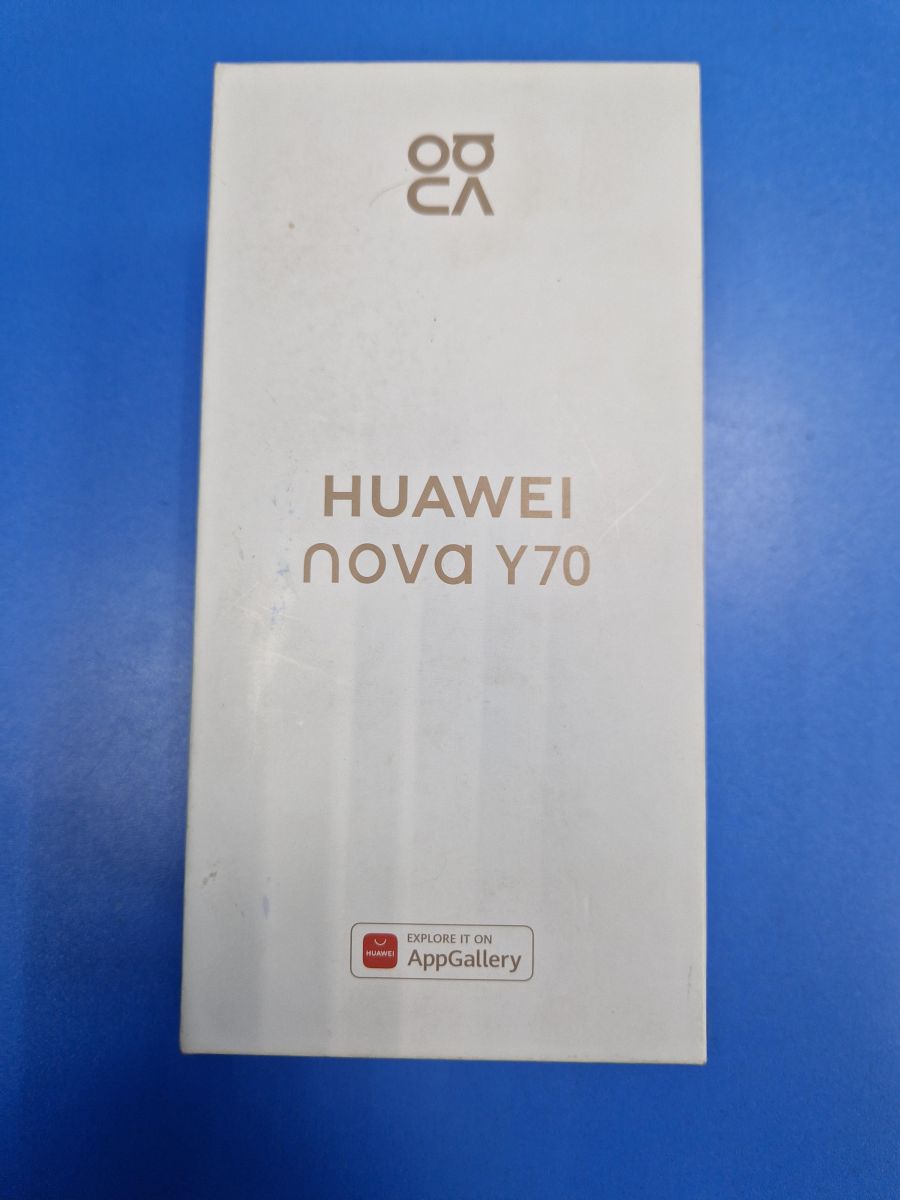 HUAWEI
nova Y70
EXPLORE IT ON
HUAWEI
AppGallery